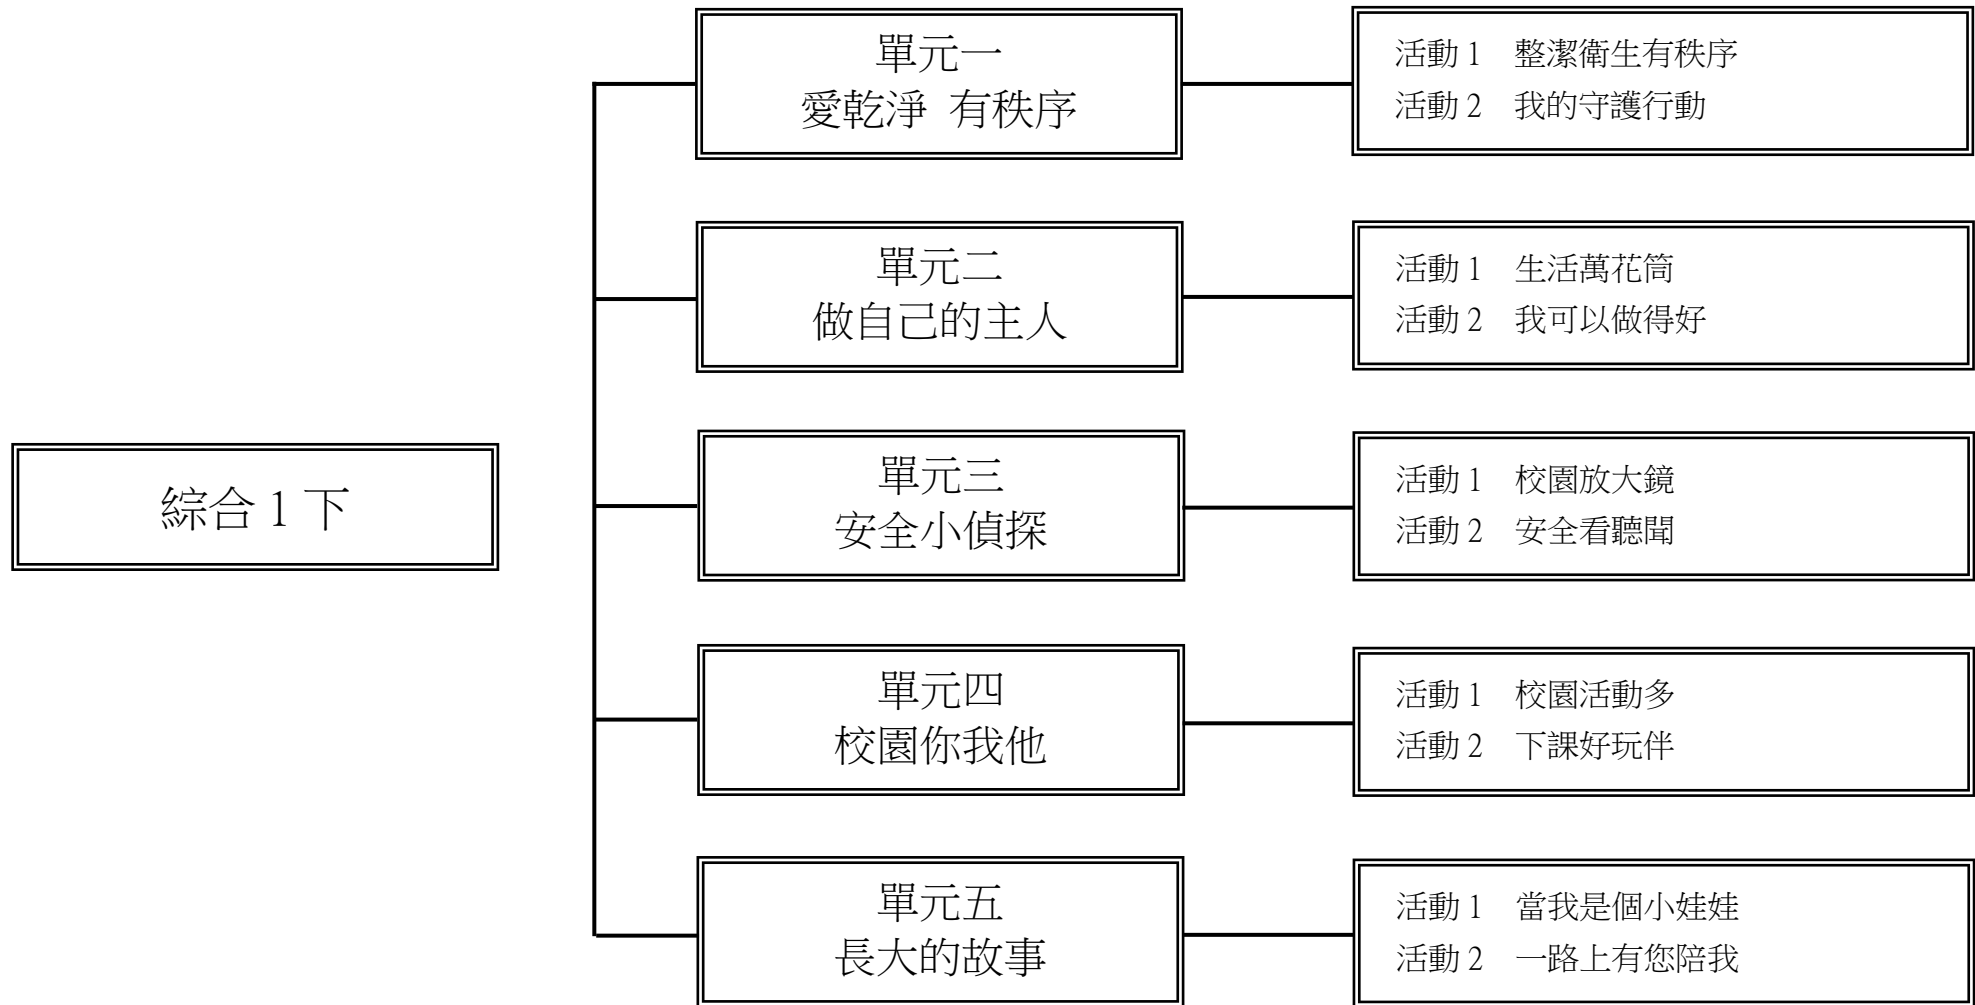 綜合 1 下
單元一
愛乾淨 有秩序
活動 1 整潔衛生有秩序
活動 2 我的守護行動
單元二
做自己的主人
活動 1 生活萬花筒
活動 2 我可以做得好
單元三
安全小偵探
活動 1 校園放大鏡
活動 2 安全看聽聞
單元四
校園你我他
活動 1 校園活動多
活動 2 下課好玩伴
單元五
長大的故事
活動 1 當我是個小娃娃
活動 2 一路上有您陪我